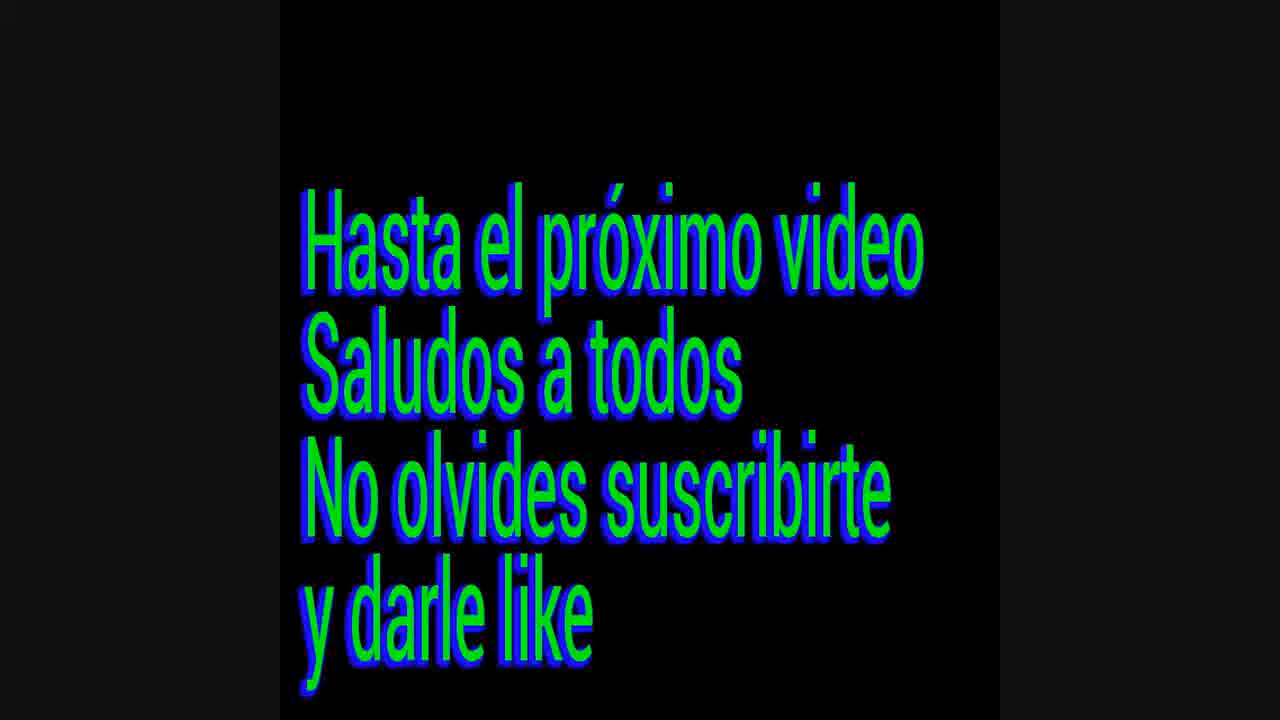 Hasta el próximo video
Saludos a todos
No olvides suscribirte
y darle like